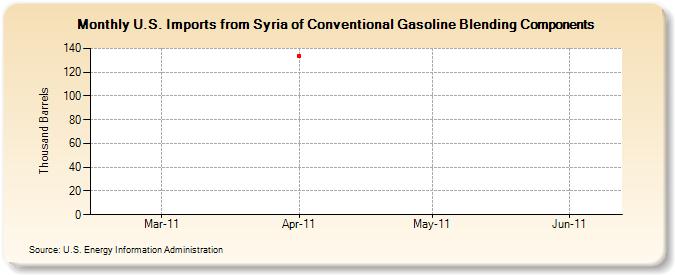 Monthly U.S. Imports from Syria of Conventional Gasoline Blending Components
Thousand Barrels
140
120
100
80
60
40
20
0
Mar-11 Apr-11 May-11 Jun-11
Source: U.S. Energy Information Administration